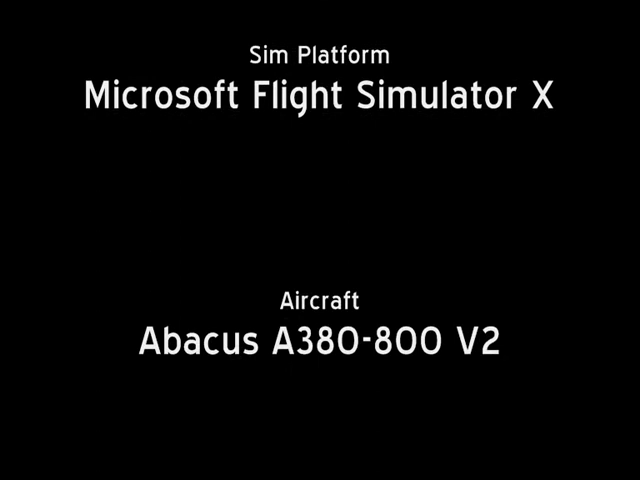 Sim Platform
Microsoft Flight Simulator X
Aircraft
Abacus A380-800 V2